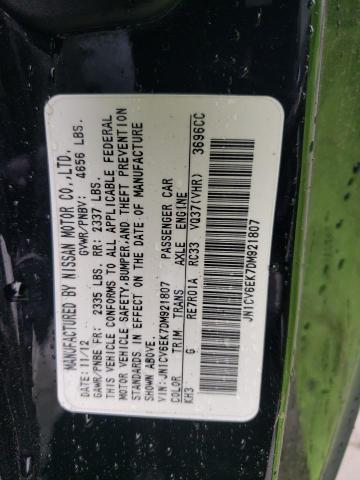 MANUFACTURED BY NISSAN MOTOR CO.,LTD.
DATE: 11/12 GVWR/PNBV: 4656 LBS.
GAWR/PNBE FR: 2335 LBS. RR: 2337 LBS.
THIS VEHICLE CONFORMS TO ALL APPLICABLE FEDERAL
MOTOR VEHICLE SAFETY,BUMPER,AND THEFT PREVENTION
STANDARDS IN EFFECT ON THE DATE OF MANUFACTURE
SHOWN ABOVE.
VIN: JN1CV6EK7DM921807 PASSENGER CAR
COLOR TRIM TRANS AXLE ENGINE
KH3 G RE7R01A RC33 VQ37(VHR) 3696CC
JN1CV6EK7DM921807